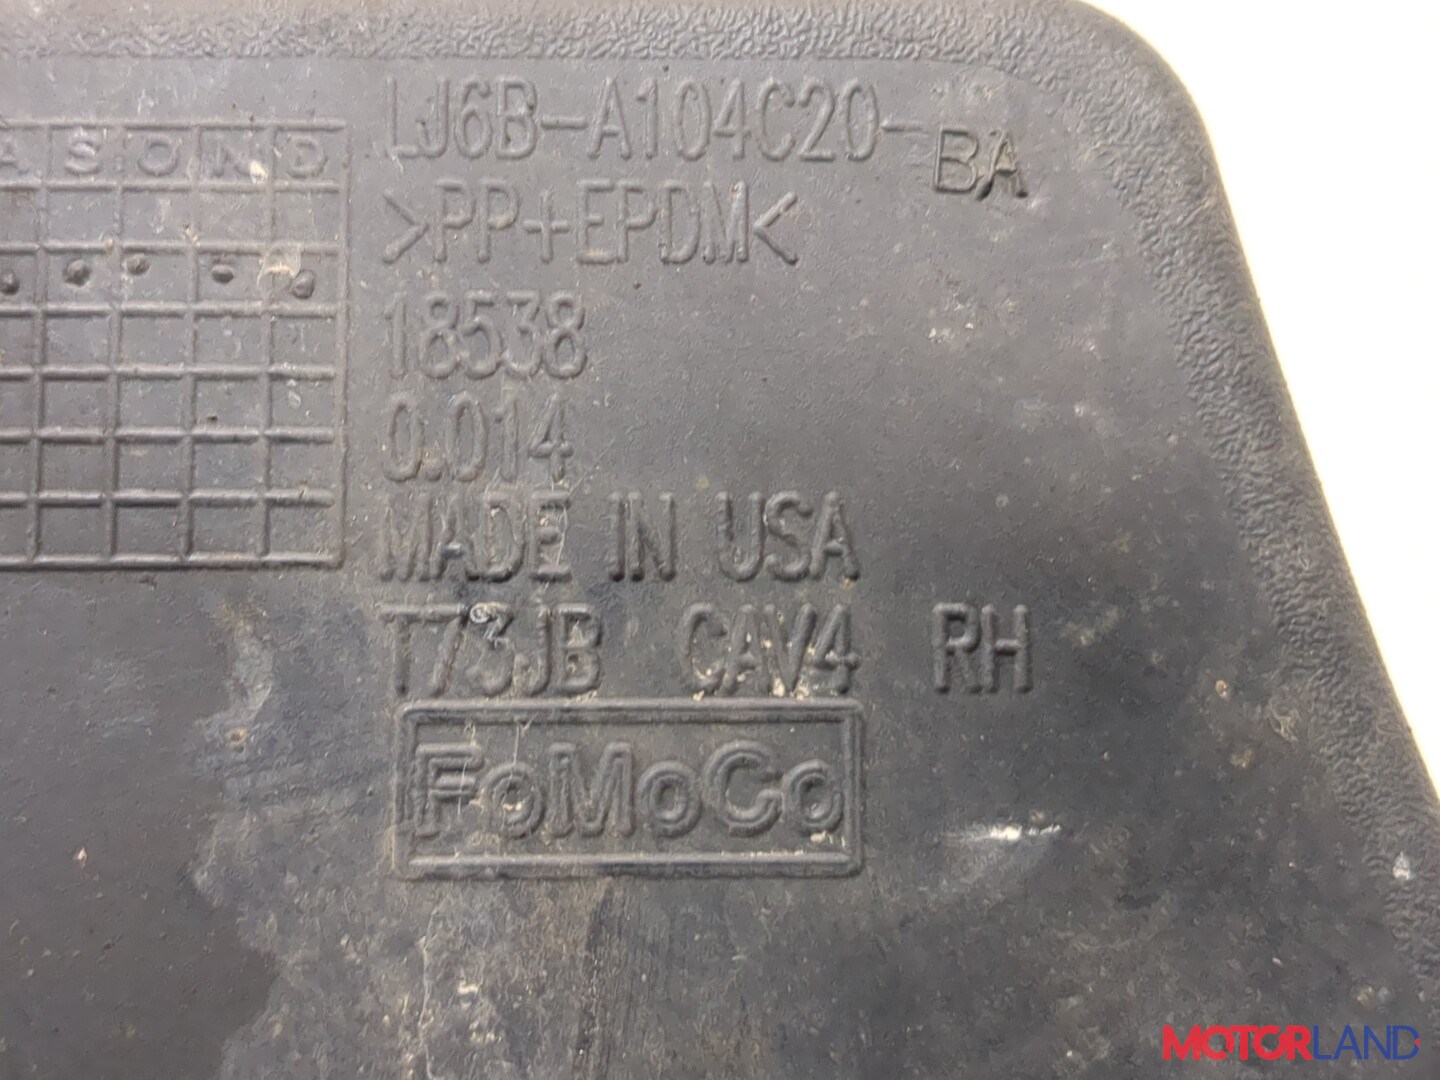 LJ6B-A104C20-BA
>PP+EPDM<
A S O N D
18538
0.014
MADE IN USA
T73JB CAV4 RH
FoMoCo
MOTORLAND